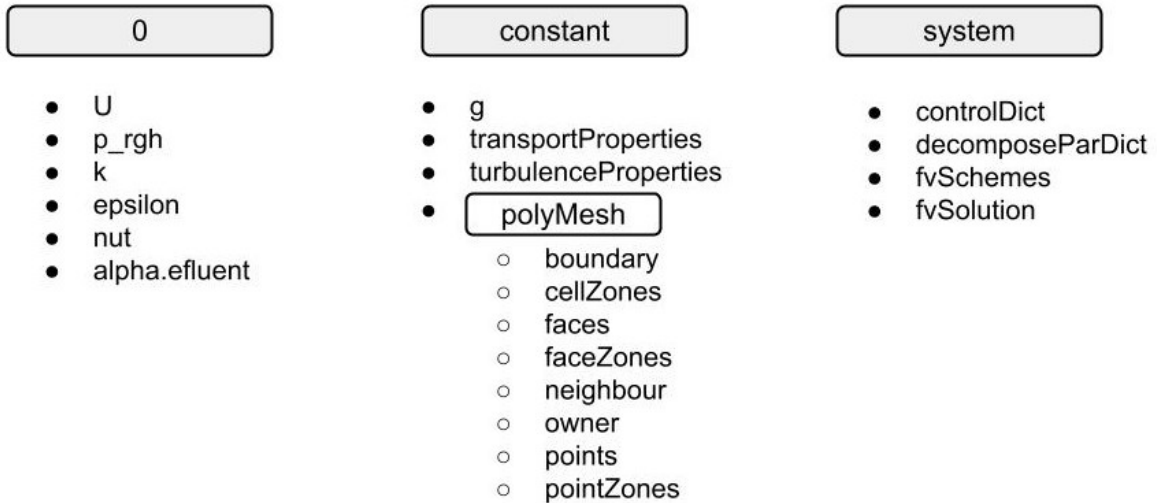 0
U
p_rgh
k
epsilon
nut
alpha.efluent
constant
g
transportProperties
turbulenceProperties
polyMesh
boundary
cellZones
faces
faceZones
neighbour
owner
points
pointZones
system
controlDict
decomposeParDict
fvSchemes
fvSolution